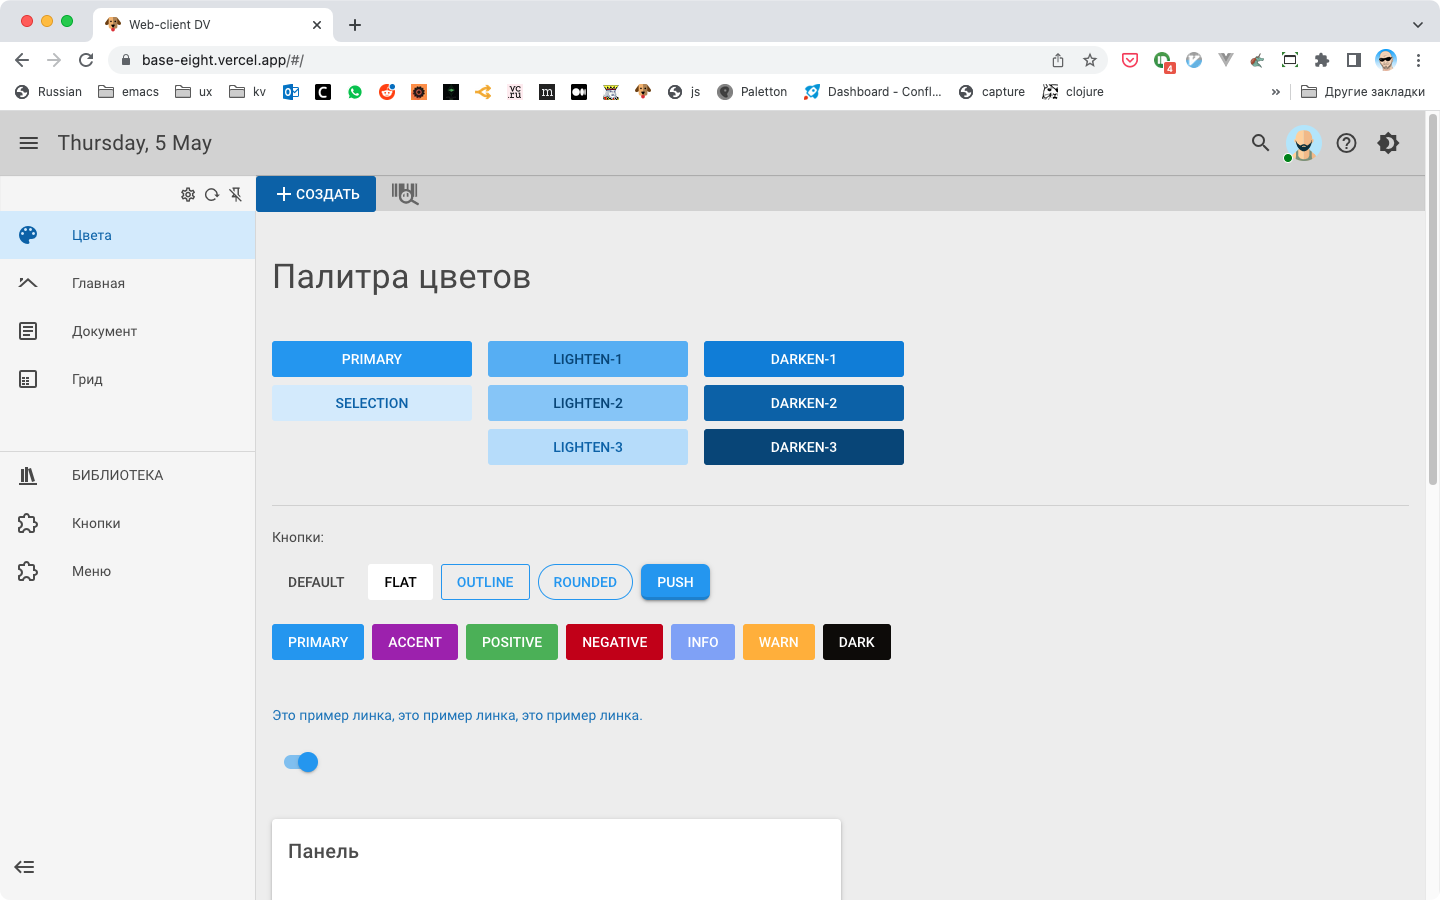 Web-client DV
base-eight.vercel.app/#/
4
Russian emacs ux kv C vc.ru m js Paletton Dashboard - Confl... capture clojure » Другие закладки
Thursday, 5 May
СОЗДАТЬ
Цвета
Главная
Документ
Грид
БИБЛИОТЕКА
Кнопки
Меню
Палитра цветов
PRIMARY LIGHTEN-1 DARKEN-1
SELECTION LIGHTEN-2 DARKEN-2
LIGHTEN-3 DARKEN-3
Кнопки:
DEFAULT FLAT OUTLINE ROUNDED PUSH
PRIMARY ACCENT POSITIVE NEGATIVE INFO WARN DARK
Это пример линка, это пример линка, это пример линка.
Панель